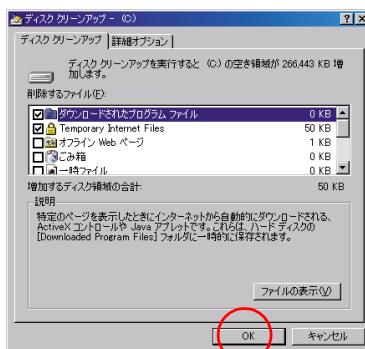 ディスク クリーンアップ - (C:)
ディスク クリーンアップ 詳細オプション
ディスク クリーンアップを実行すると (C:) の空き領域が 266,443 KB 増
加します。
削除するファイル(F):
ダウンロードされたプログラム ファイル 0 KB
Temporary Internet Files 50 KB
オフライン Web ページ 1 KB
ごみ箱 0 KB
一時ファイル 0 KB
増加するディスク領域の合計: 50 KB
説明
特定のページを表示したときにインターネットから自動的にダウンロードされる、
ActiveX コントロールや Java アプレットです。これらは、ハード ディスクの
[Downloaded Program Files] フォルダに一時的に保存されます。
ファイルの表示(V)
OK キャンセル